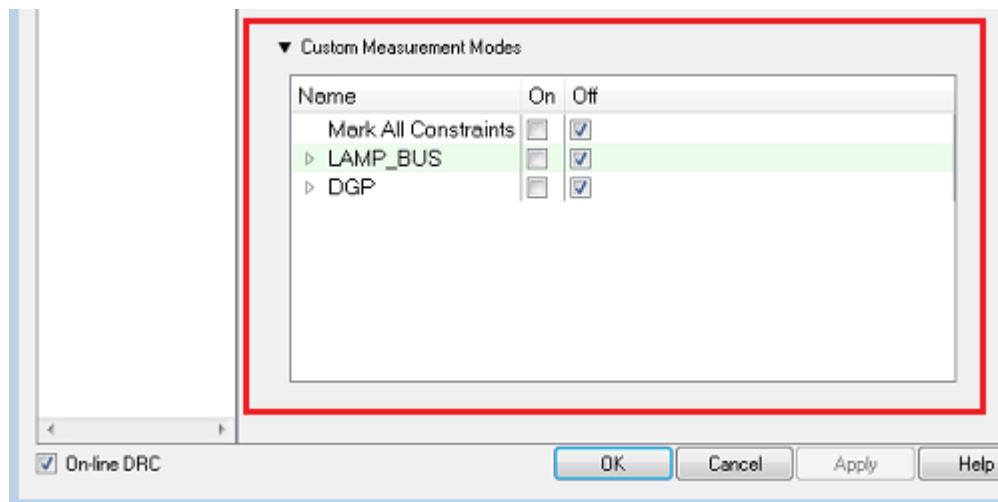 Custom Measurement Modes
Name On Off
Mark All Constraints
LAMP_BUS
DGP
On-line DRC
OK Cancel Apply Help